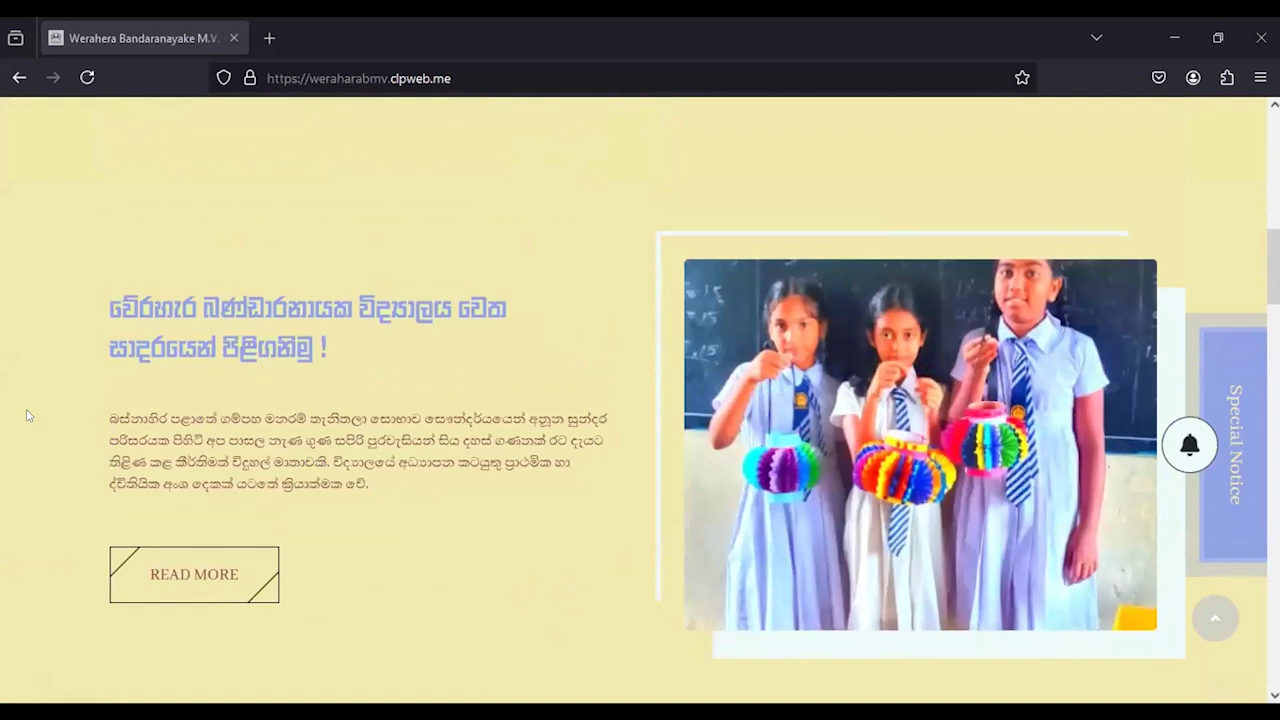 Werahera Bandaranayake M.V.
https://weraharabmv.clpweb.me
වේරහැර බණ්ඩාරනායක විද්‍යාලය වෙත
සාදරයෙන් පිළිගනිමු !
බස්නාහිර පළාතේ ගම්පහ මනරම් තැනිතලා සොභාව සෞන්දර්යයෙන් අනූන සුන්දර
පරිසරයක පිහිටි අප පාසල නැණ ගුණ සපිරි පුරවැසියන් සිය දහස් ගණනක් රට දැයට
තිළිණ කළ කීර්තිමත් විදුහල් මාතාවකි. විද්‍යාලයේ අධ්‍යාපන කටයුතු ප්‍රාථමික හා
ද්විතියික අංශ දෙකක් යටතේ ක්‍රියාත්මක වේ.
READ MORE
Special Notice